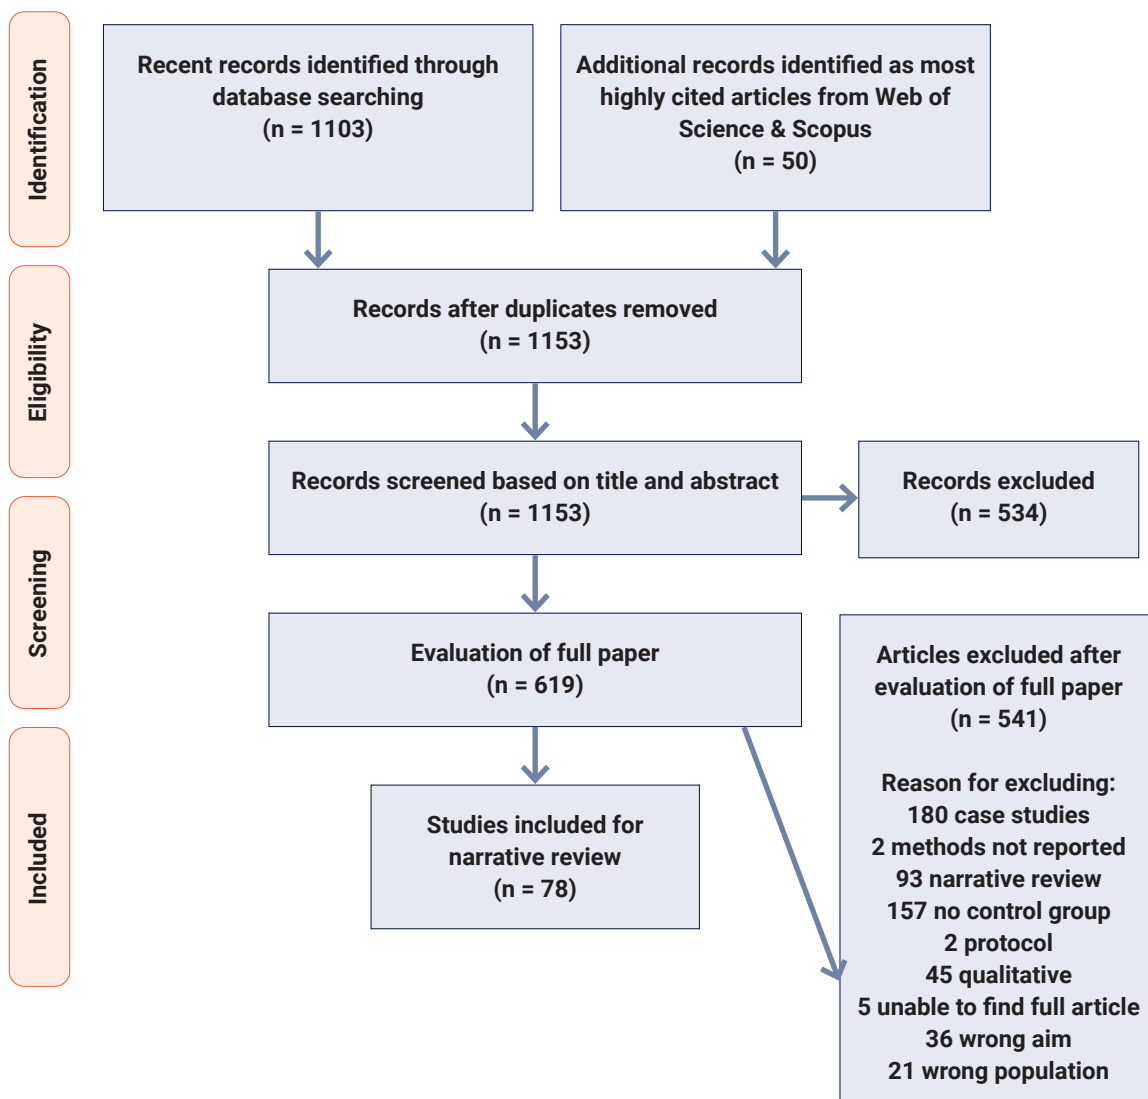 Identification
Recent records identified through
database searching
(n = 1103)
Additional records identified as most
highly cited articles from Web of
Science & Scopus
(n = 50)
Eligibility
Records after duplicates removed
(n = 1153)
Records screened based on title and abstract
(n = 1153)
Records excluded
(n = 534)
Screening
Evaluation of full paper
(n = 619)
Articles excluded after
evaluation of full paper
(n = 541)
Reason for excluding:
180 case studies
2 methods not reported
93 narrative review
157 no control group
2 protocol
45 qualitative
5 unable to find full article
36 wrong aim
21 wrong population
Included
Studies included for
narrative review
(n = 78)